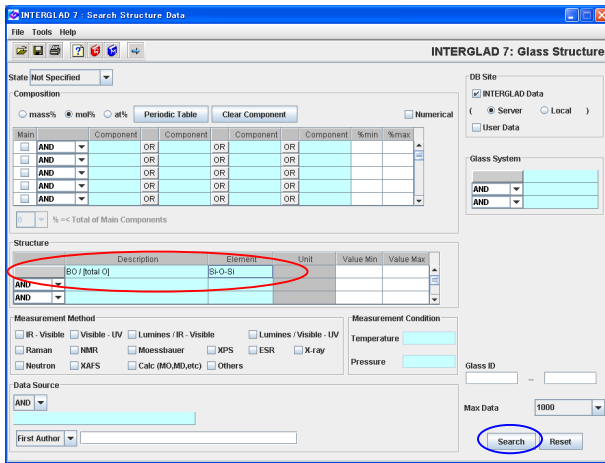 INTERGLAD 7 : Search Structure Data
File Tools Help
INTERGLAD 7: Glass Structure
State Not Specified
DB Site
INTERGLAD Data
( Server Local )
User Data
Composition
mass% mol% at% Periodic Table Clear Component Numerical
Main Component Component Component Component %min %max
AND OR OR OR
AND OR OR OR
AND OR OR OR
AND OR OR OR
AND OR OR OR
0 % =< Total of Main Components
Glass System
AND
AND
Structure
Description Element Unit Value Min Value Max
BO / [total O] Si-O-Si
AND
AND
Measurement Method
IR - Visible Visible - UV Lumines / IR - Visible Lumines / Visible - UV
Raman NMR Moessbauer XPS ESR X-ray
Neutron XAFS Calc (MO,MD,etc) Others
Measurement Condition
Temperature
Pressure
Data Source
AND
First Author
Glass ID
..
Max Data 1000
Search Reset